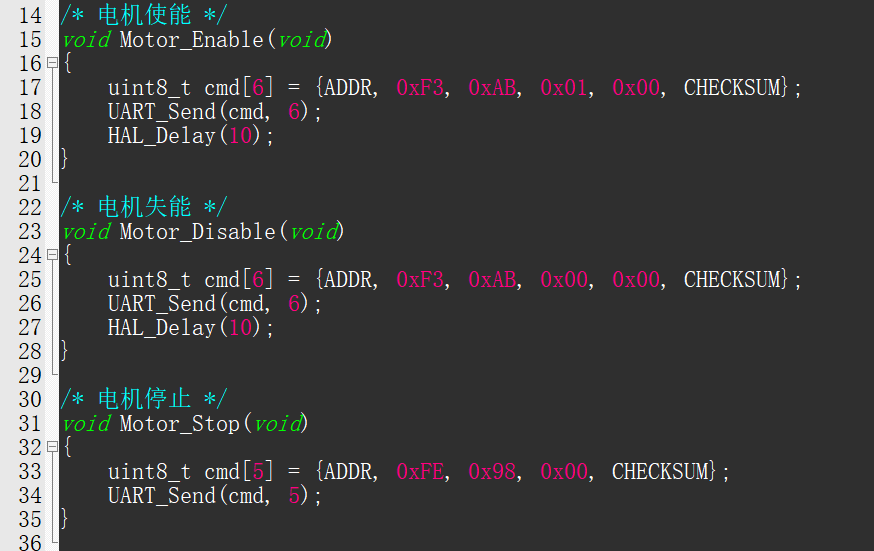 14 /* 电机使能 */
15 void Motor_Enable(void)
16 {
17     uint8_t cmd[6] = {ADDR, 0xF3, 0xAB, 0x01, 0x00, CHECKSUM};
18     UART_Send(cmd, 6);
19     HAL_Delay(10);
20 }
21
22 /* 电机失能 */
23 void Motor_Disable(void)
24 {
25     uint8_t cmd[6] = {ADDR, 0xF3, 0xAB, 0x00, 0x00, CHECKSUM};
26     UART_Send(cmd, 6);
27     HAL_Delay(10);
28 }
29
30 /* 电机停止 */
31 void Motor_Stop(void)
32 {
33     uint8_t cmd[5] = {ADDR, 0xFE, 0x98, 0x00, CHECKSUM};
34     UART_Send(cmd, 5);
35 }
36